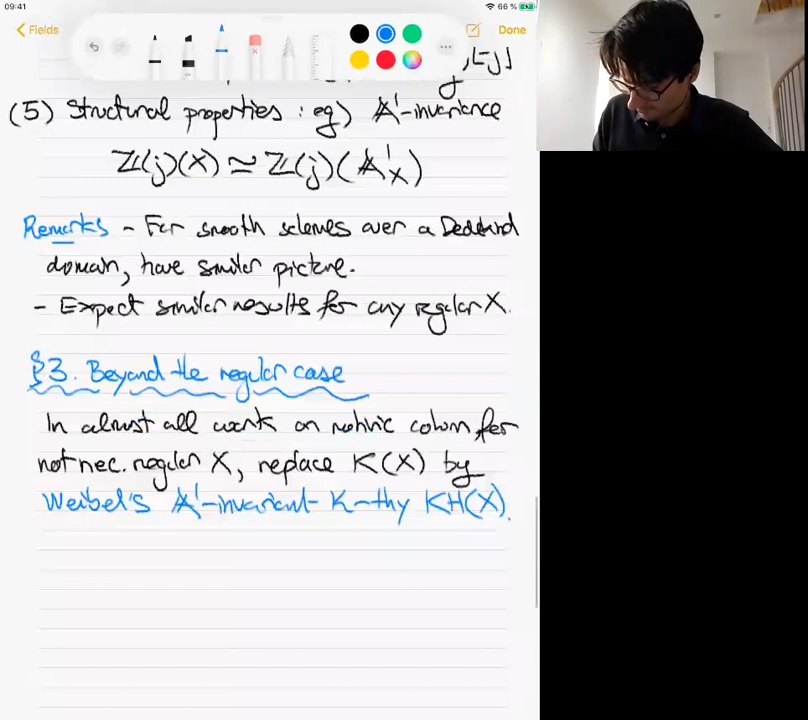 09:41
Fields
Done
,[-j]
(5) Structural properties : eg) 𝔸¹-invariance
ℤ(j)(X) ≃ ℤ(j)(𝔸¹_X)
Remarks - For smooth schemes over a Dedekind
domain, have similar picture.
- Expect similar results for any regular X.
§3. Beyond the regular case
In almost all work on motivic cohom, for
not nec. regular X, replace K(X) by
Weibel's 𝔸¹-invariant K-thy KH(X).